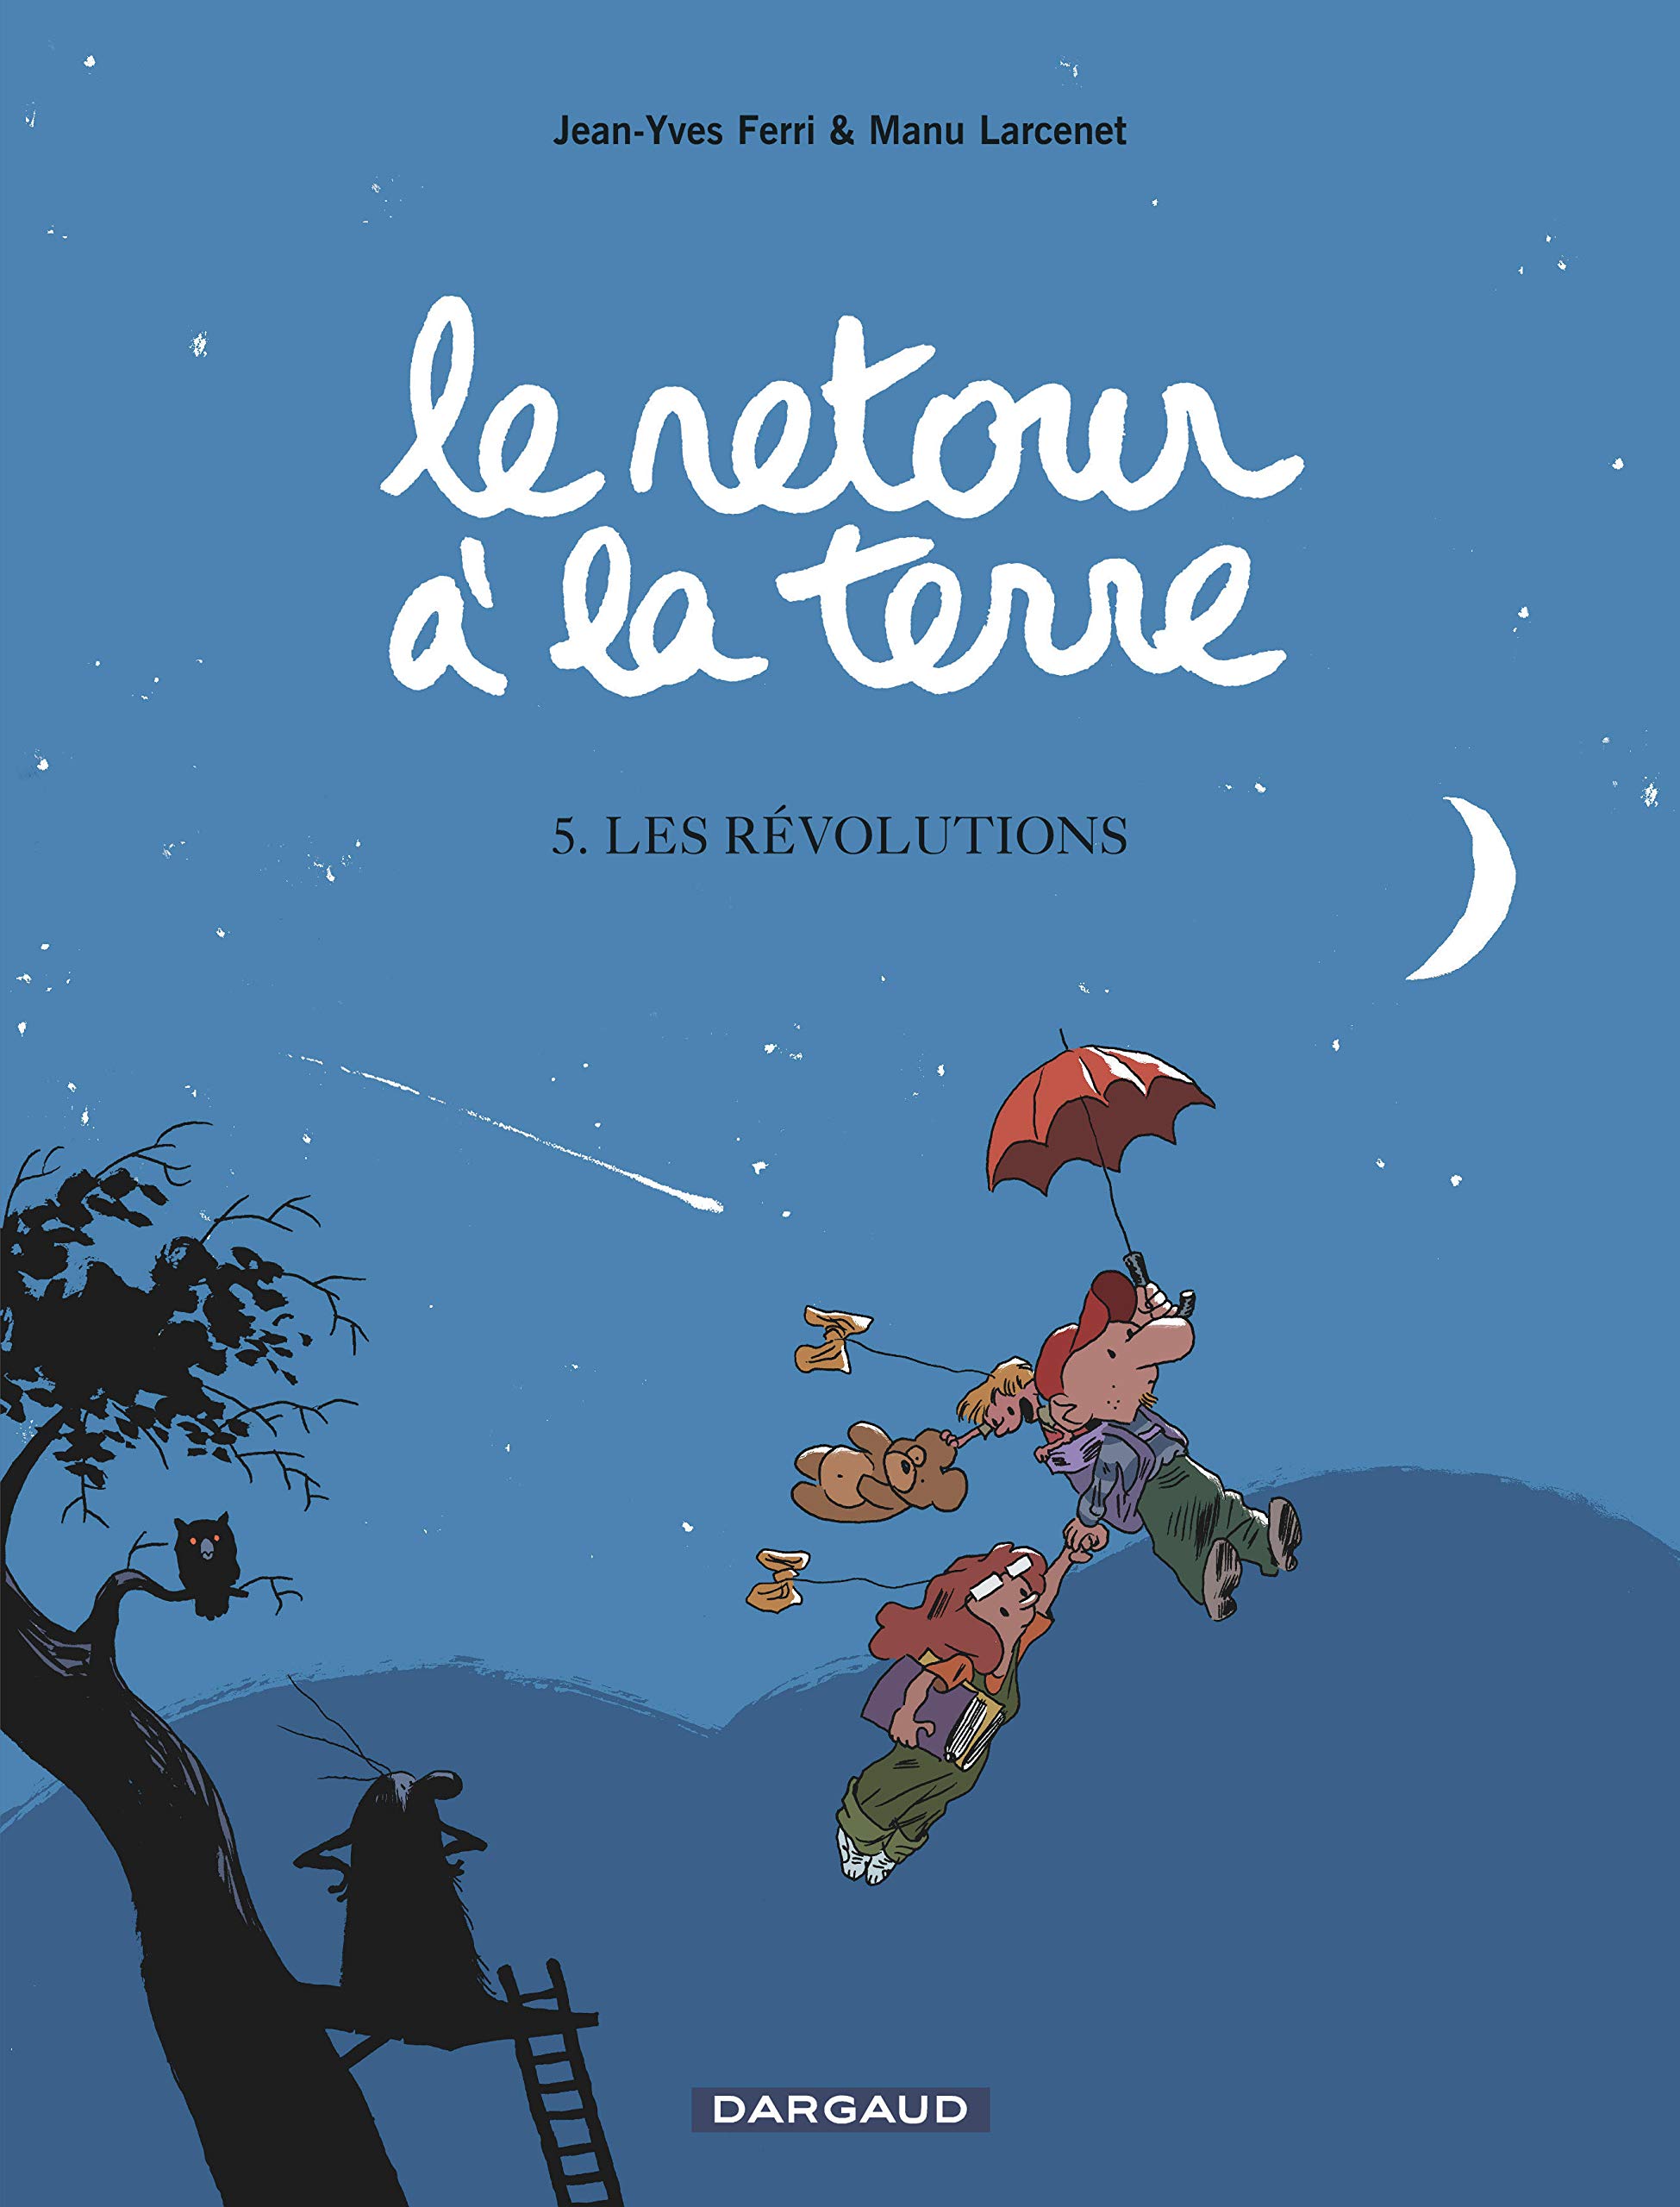 Jean-Yves Ferri & Manu Larcenet
le retour
à la terre
5. LES RÉVOLUTIONS
DARGAUD